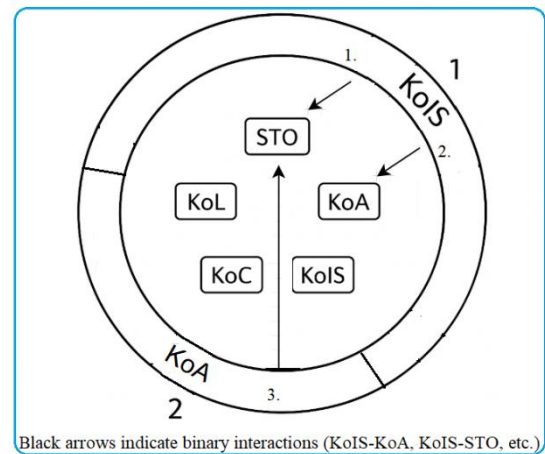 1.
1
KoIS
STO
2.
KoL
KoA
KoC
KoIS
KoA
3.
2
Black arrows indicate binary interactions (KoIS-KoA, KoIS-STO, etc.)